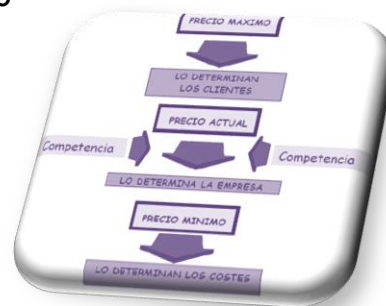 PRECIO MAXIMO
LO DETERMINAN
LOS CLIENTES
PRECIO ACTUAL
Competencia
Competencia
LO DETERMINA LA EMPRESA
PRECIO MINIMO
LO DETERMINAN LOS COSTES